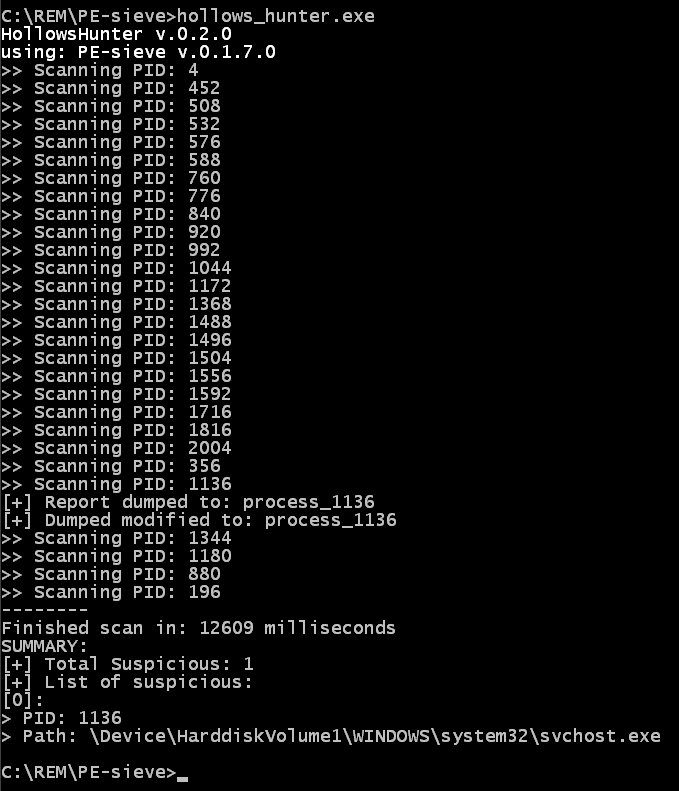 C:\REM\PE-sieve>hollows_hunter.exe
HollowsHunter v.0.2.0
using: PE-sieve v.0.1.7.0
>> Scanning PID: 4
>> Scanning PID: 452
>> Scanning PID: 508
>> Scanning PID: 532
>> Scanning PID: 576
>> Scanning PID: 588
>> Scanning PID: 760
>> Scanning PID: 776
>> Scanning PID: 840
>> Scanning PID: 920
>> Scanning PID: 992
>> Scanning PID: 1044
>> Scanning PID: 1172
>> Scanning PID: 1368
>> Scanning PID: 1488
>> Scanning PID: 1496
>> Scanning PID: 1504
>> Scanning PID: 1556
>> Scanning PID: 1592
>> Scanning PID: 1716
>> Scanning PID: 1816
>> Scanning PID: 2004
>> Scanning PID: 356
>> Scanning PID: 1136
[+] Report dumped to: process_1136
[+] Dumped modified to: process_1136
>> Scanning PID: 1344
>> Scanning PID: 1180
>> Scanning PID: 880
>> Scanning PID: 196
--------
Finished scan in: 12609 milliseconds
SUMMARY:
[+] Total Suspicious: 1
[+] List of suspicious:
[0]:
> PID: 1136
> Path: \Device\HarddiskVolume1\WINDOWS\system32\svchost.exe
C:\REM\PE-sieve>_